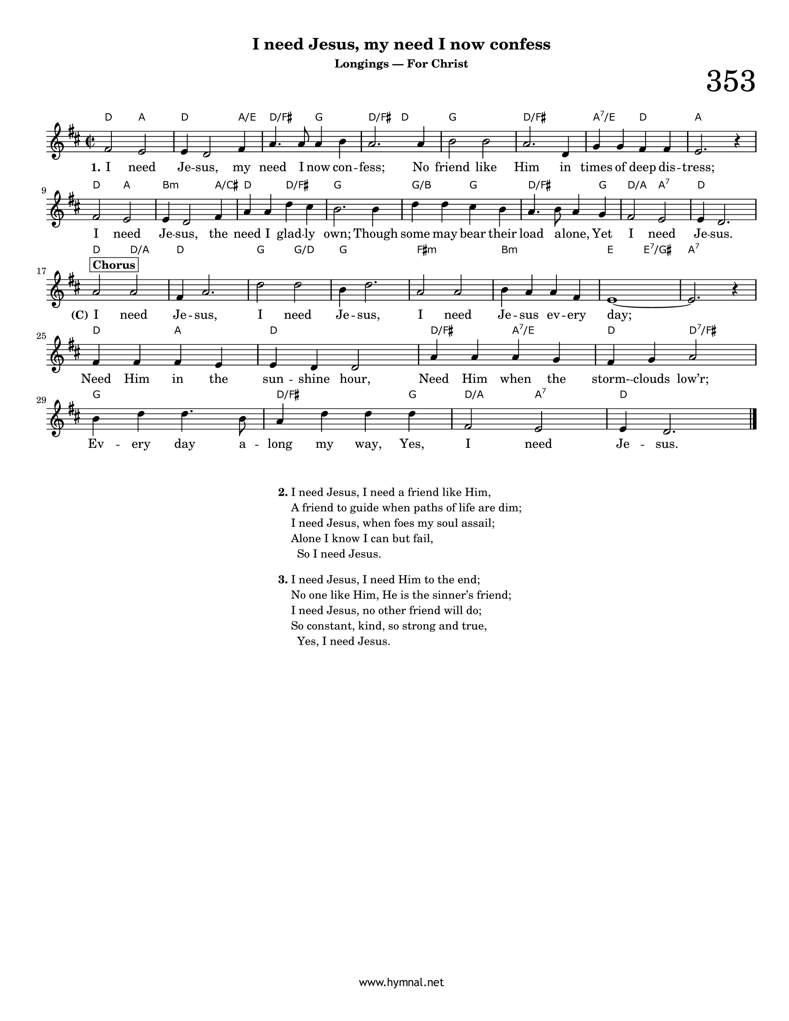 I need Jesus, my need I now confess
Longings — For Christ
353
D A D A/E D/F♯ G D/F♯ D G D/F♯ A7/E D A
1. I need Je-sus, my need I now con-fess; No friend like Him in times of deep dis-tress;
9 D A Bm A/C♯ D D/F♯ G G/B G D/F♯ G D/A A7 D
I need Je-sus, the need I glad-ly own; Though some may bear their load alone, Yet I need Je-sus.
D D/A D G G/D G F♯m Bm E E7/G♯ A7
Chorus
17
(C) I need Je-sus, I need Je-sus, I need Je-sus ev-ery day;
25 D A D D/F♯ A7/E D D7/F♯
Need Him in the sun - shine hour, Need Him when the storm--clouds low'r;
29 G D/F♯ G D/A A7 D
Ev - ery day a - long my way, Yes, I need Je - sus.
2. I need Jesus, I need a friend like Him,
A friend to guide when paths of life are dim;
I need Jesus, when foes my soul assail;
Alone I know I can but fail,
So I need Jesus.
3. I need Jesus, I need Him to the end;
No one like Him, He is the sinner's friend;
I need Jesus, no other friend will do;
So constant, kind, so strong and true,
Yes, I need Jesus.
www.hymnal.net